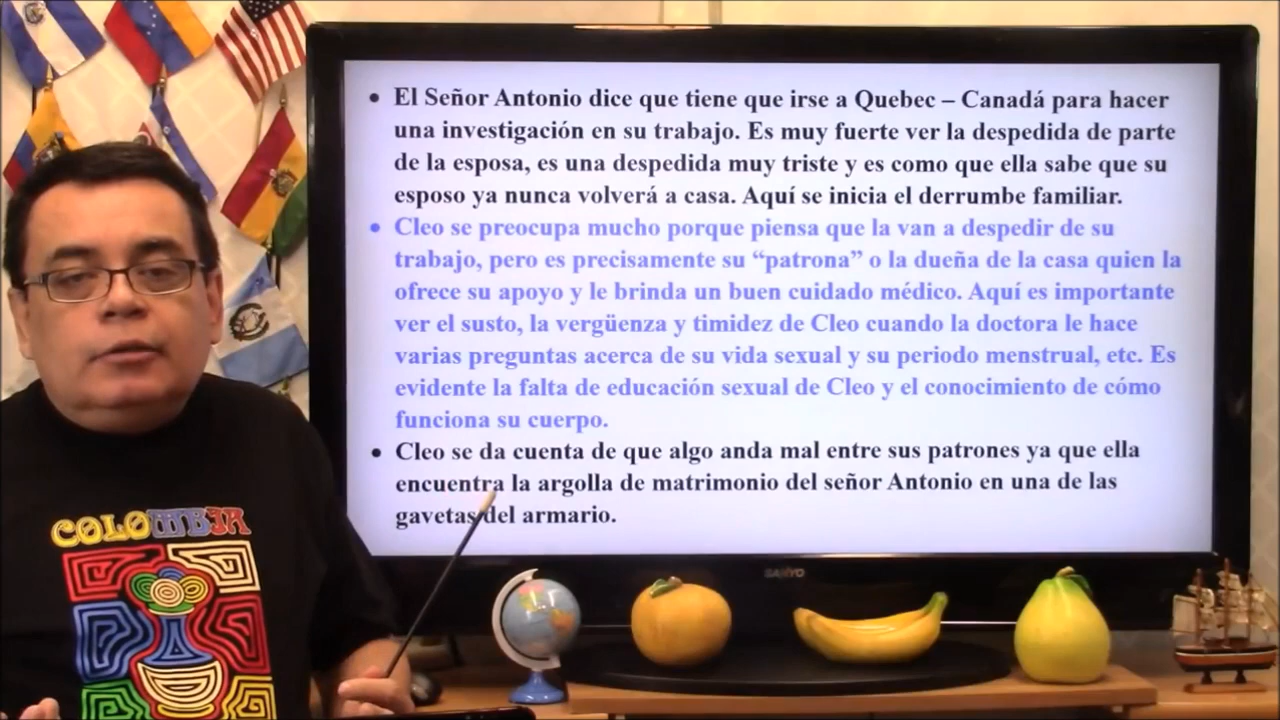 El Señor Antonio dice que tiene que irse a Quebec – Canadá para hacer
una investigación en su trabajo. Es muy fuerte ver la despedida de parte
de la esposa, es una despedida muy triste y es como que ella sabe que su
esposo ya nunca volverá a casa. Aquí se inicia el derrumbe familiar.
Cleo se preocupa mucho porque piensa que la van a despedir de su
trabajo, pero es precisamente su “patrona” o la dueña de la casa quien la
ofrece su apoyo y le brinda un buen cuidado médico. Aquí es importante
ver el susto, la vergüenza y timidez de Cleo cuando la doctora le hace
varias preguntas acerca de su vida sexual y su periodo menstrual, etc. Es
evidente la falta de educación sexual de Cleo y el conocimiento de cómo
funciona su cuerpo.
Cleo se da cuenta de que algo anda mal entre sus patrones ya que ella
encuentra la argolla de matrimonio del señor Antonio en una de las
gavetas del armario.
SANYO
COLOMBIA